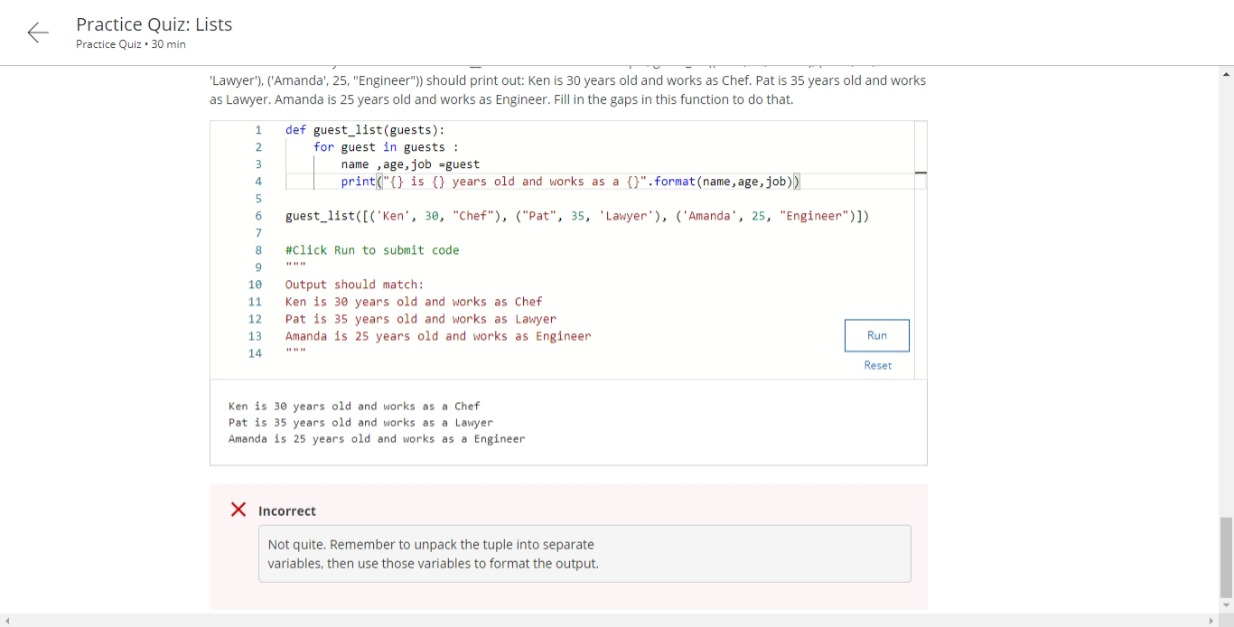 Practice Quiz: Lists
Practice Quiz • 30 min
'Lawyer'), ('Amanda', 25, "Engineer")) should print out: Ken is 30 years old and works as Chef. Pat is 35 years old and works
as Lawyer. Amanda is 25 years old and works as Engineer. Fill in the gaps in this function to do that.
1 def guest_list(guests):
2 for guest in guests :
3 name ,age,job =guest
4 print("{} is {} years old and works as a {}".format(name,age,job))
5
6 guest_list([('Ken', 30, "Chef"), ("Pat", 35, 'Lawyer'), ('Amanda', 25, "Engineer")])
7
8 #Click Run to submit code
9 """
10 Output should match:
11 Ken is 30 years old and works as Chef
12 Pat is 35 years old and works as Lawyer
13 Amanda is 25 years old and works as Engineer
14 """
Run
Reset
Ken is 30 years old and works as a Chef
Pat is 35 years old and works as a Lawyer
Amanda is 25 years old and works as a Engineer
Incorrect
Not quite. Remember to unpack the tuple into separate
variables, then use those variables to format the output.